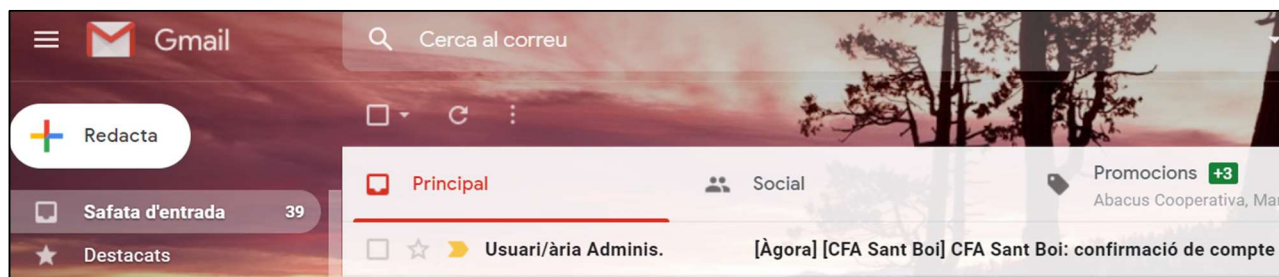 Gmail
Cerca al correu
Redacta
Principal
Social
Promocions +3
Abacus Cooperativa,
Safata d'entrada 39
Destacats
Usuari/ària Adminis. [Àgora] [CFA Sant Boi] CFA Sant Boi: confirmació de compte